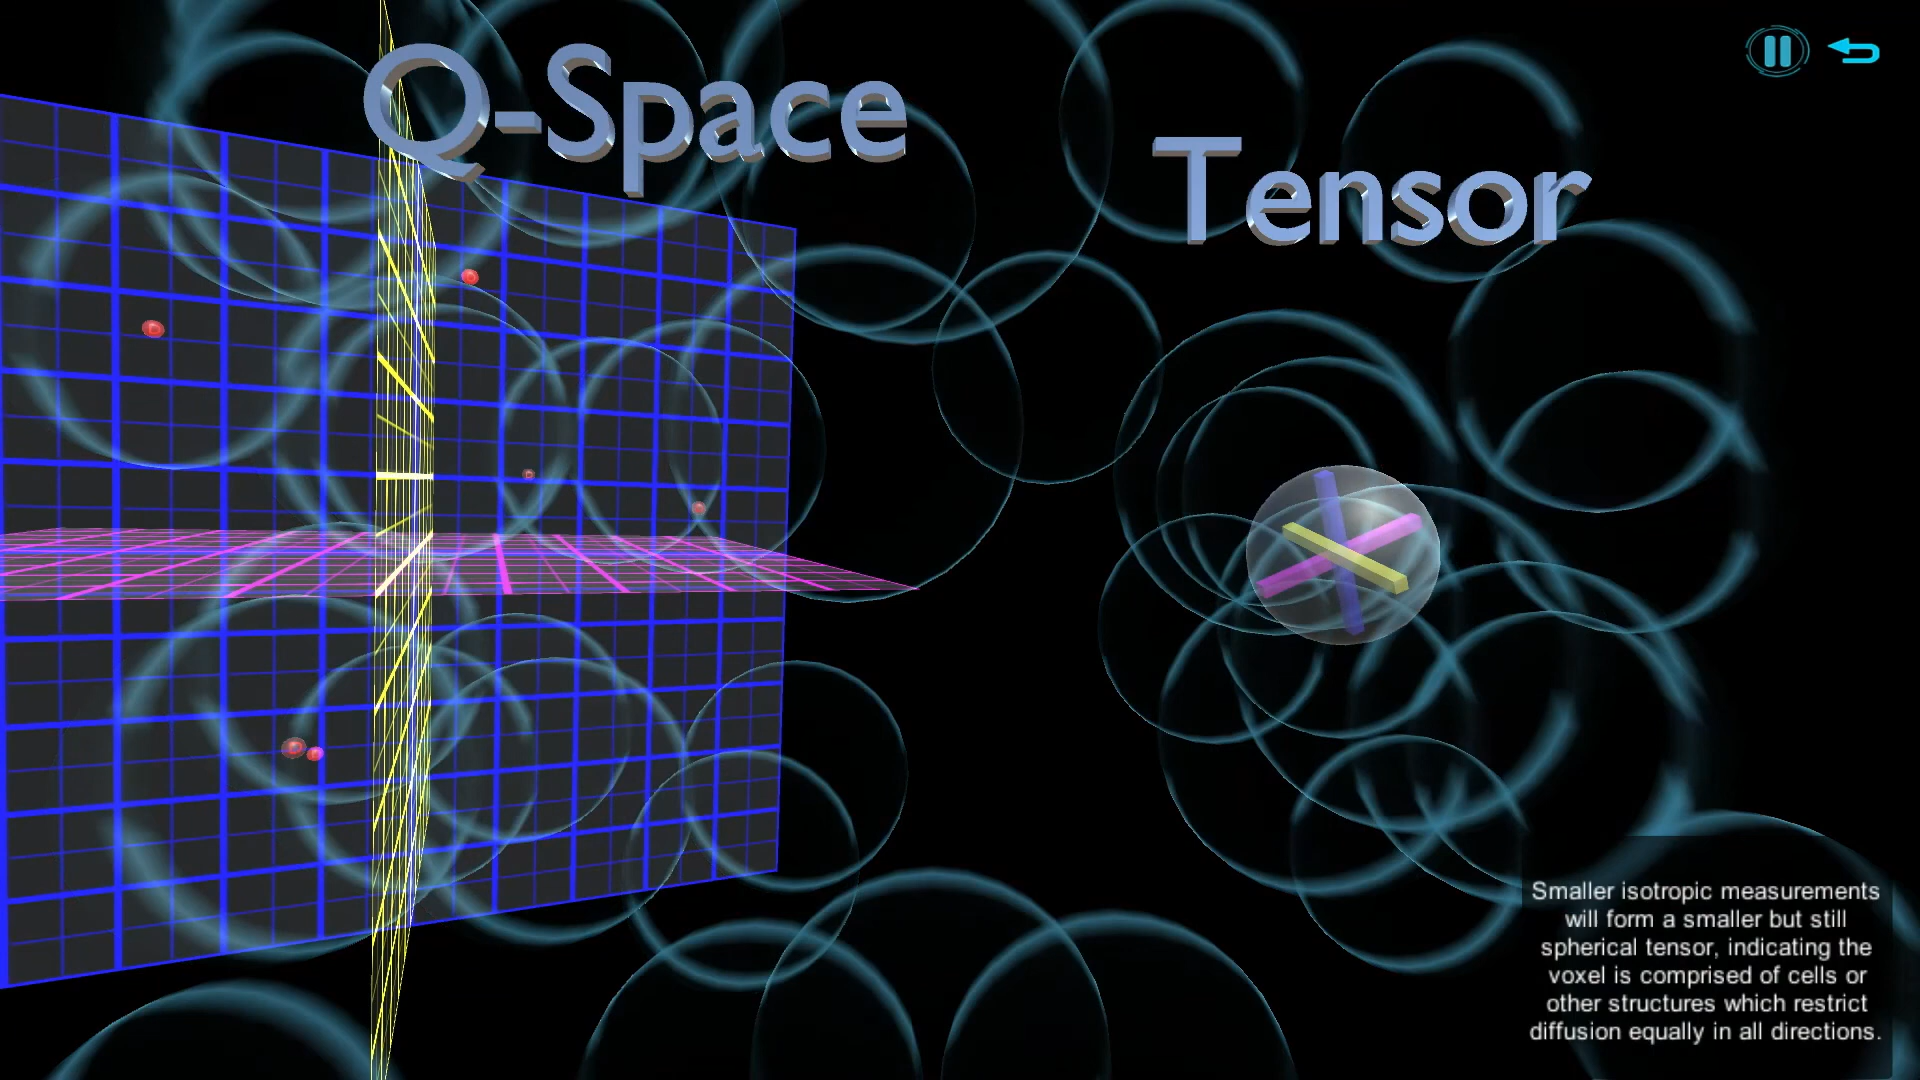 Q-Space
Tensor
Smaller isotropic measurements
will form a smaller but still
spherical tensor, indicating the
voxel is comprised of cells or
other structures which restrict
diffusion equally in all directions.